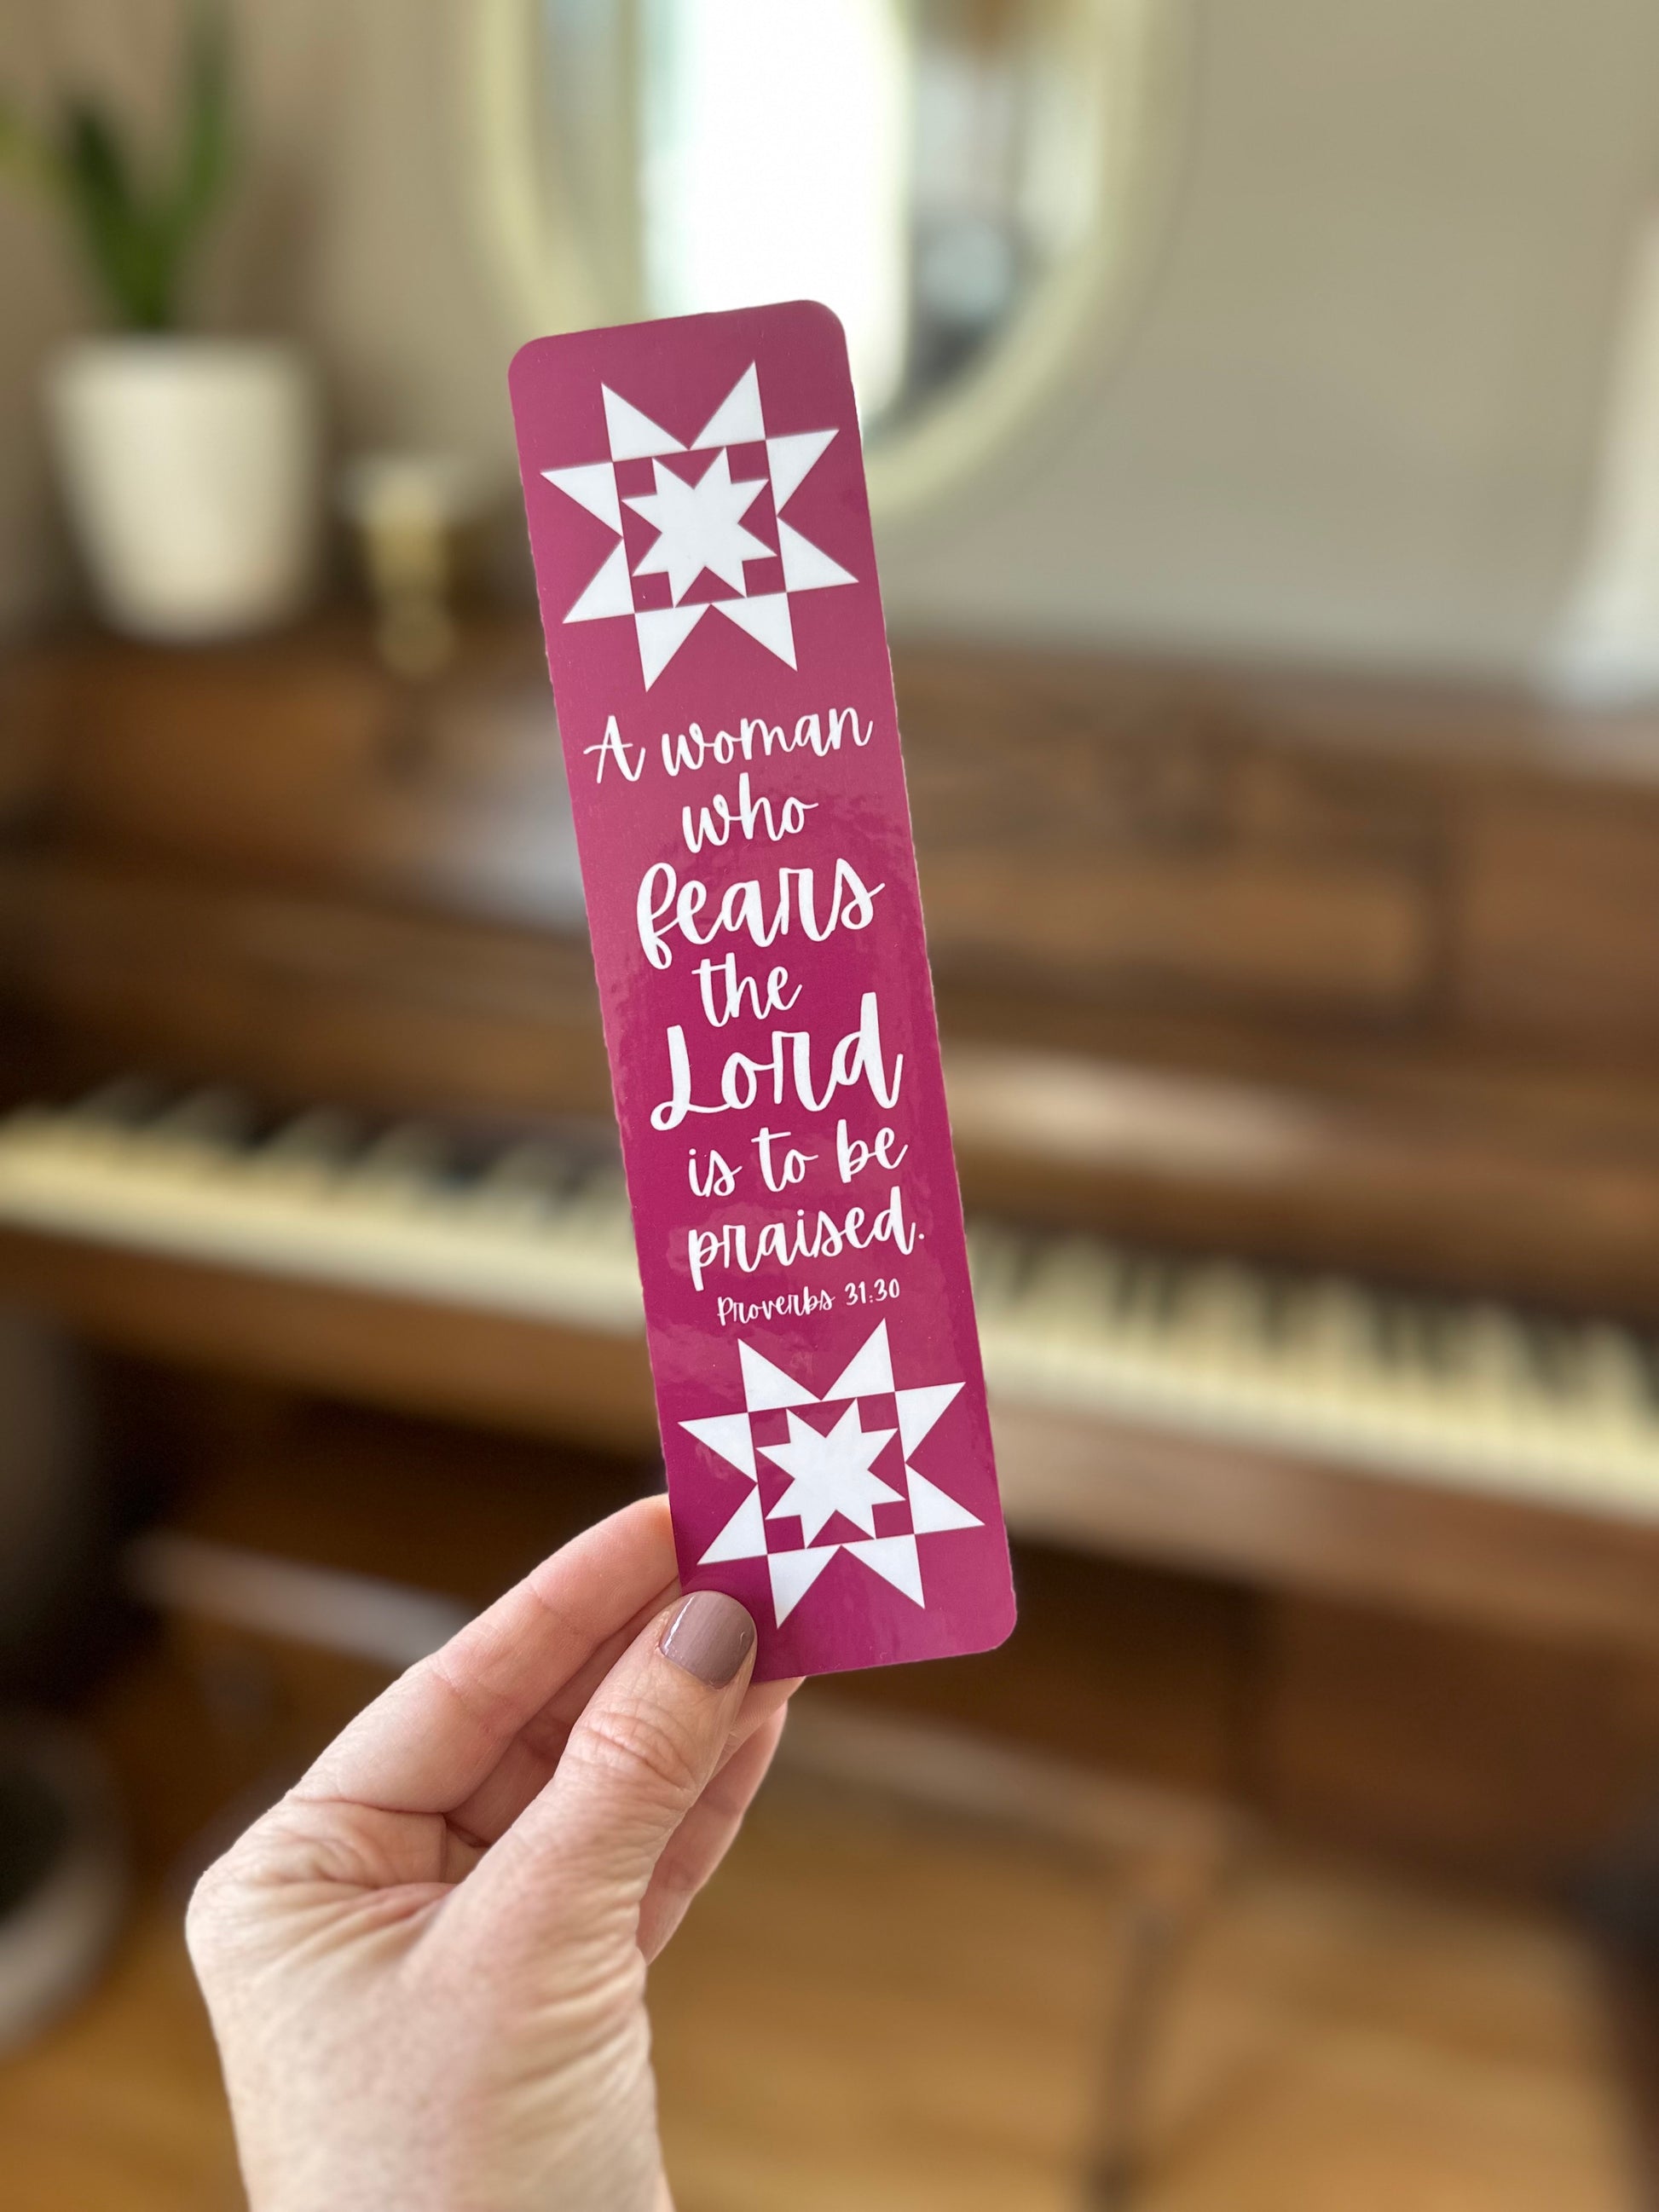 A woman
who
fears
the
Lord
is to be
praised.
Proverbs 31:30